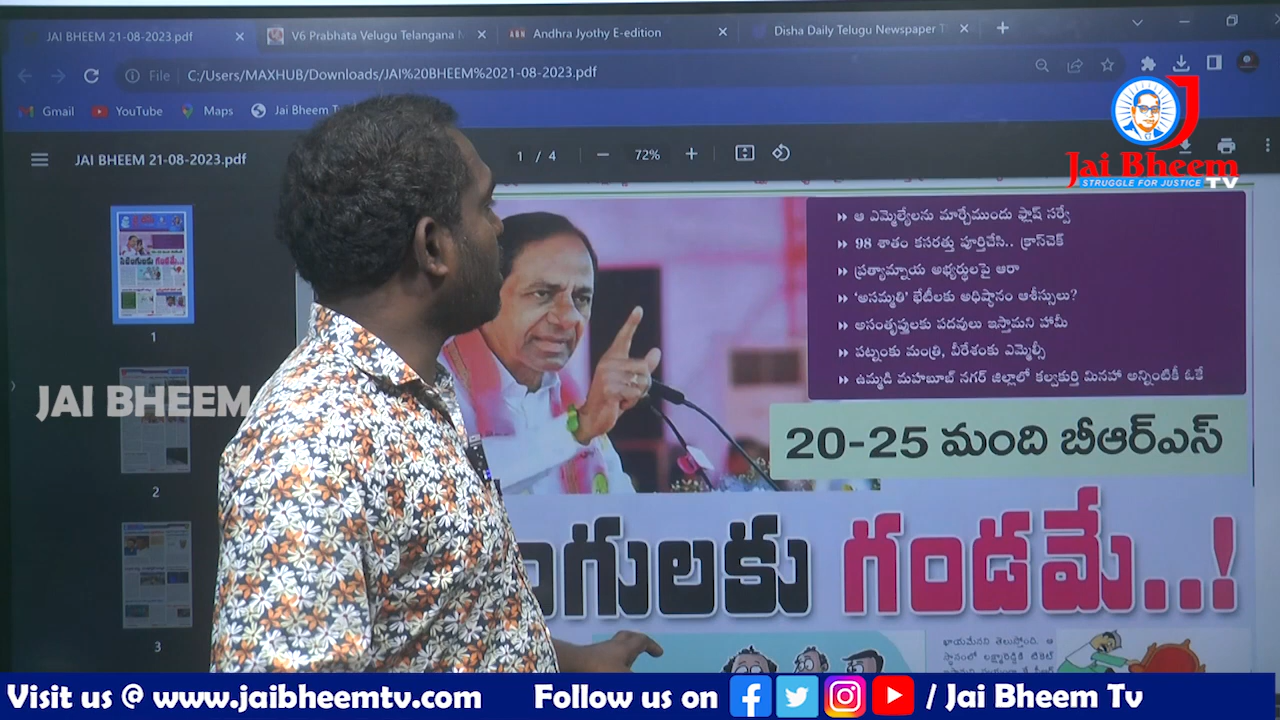 JAI BHEEM 21-08-2023.pdf
V6 Prabhata Velugu Telangana N
Andhra Jyothy E-edition
Disha Daily Telugu Newspaper T
File
C:/Users/MAXHUB/Downloads/JAI%20BHEEM%2021-08-2023.pdf
Gmail
YouTube
Maps
Jai Bheem
JAI BHEEM 21-08-2023.pdf
1 / 4
72%
Jai Bheem
STRUGGLE FOR JUSTICE TV
ఆ ఎమ్మెల్యేలను మార్చేముందు ఫ్లాష్ సర్వే
98 శాతం కసరత్తు పూర్తిచేసి.. క్రాస్‌చెక్
ప్రత్యామ్నాయ అభ్యర్థులపై ఆరా
'అసమ్మతి' భేటీలకు అధిష్ఠానం ఆశీస్సులు?
అసంతృప్తులకు పదవులు ఇస్తామని హామీ
పట్నంకు మంత్రి, వీరేశంకు ఎమ్మెల్సీ
ఉమ్మడి మహబూబ్ నగర్ జిల్లాలో కల్వకుర్తి మినహా అన్నింటికీ ఓకే
1
JAI BHEEM
20-25 మంది బీఆర్ఎస్
2
గులకు గండమే..!
3
ఖాయమేనని తెలుస్తోంది. ఆ
స్థానంలో లక్ష్మారెడ్డికి టికెట్
Visit us @ www.jaibheemtv.com
Follow us on
/ Jai Bheem Tv